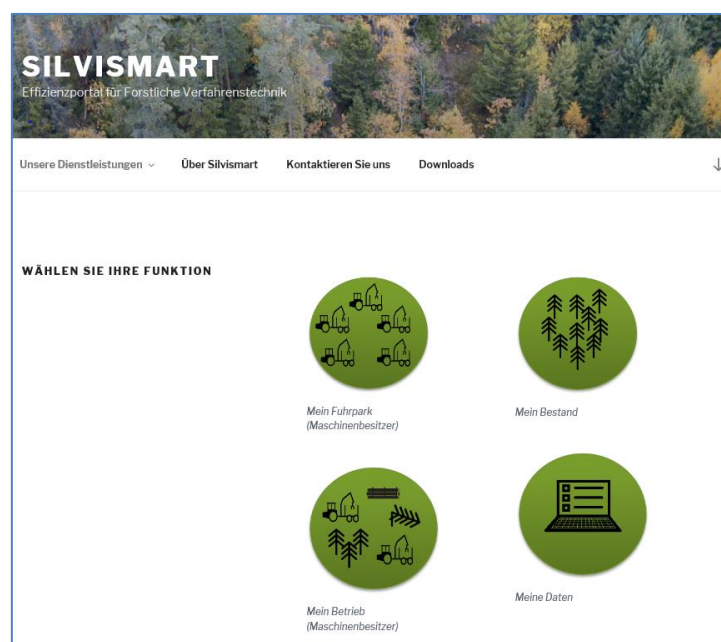 SILVISMART
Effizienzportal für Forstliche Verfahrenstechnik
Unsere Dienstleistungen
Über Silvismart
Kontaktieren Sie uns
Downloads
WÄHLEN SIE IHRE FUNKTION
Mein Fuhrpark
(Maschinenbesitzer)
Mein Bestand
Mein Betrieb
(Maschinenbesitzer)
Meine Daten